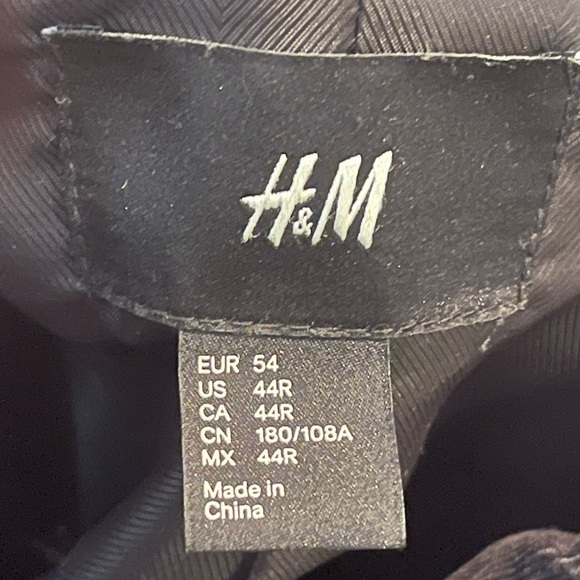 H&M
EUR 54
US 44R
CA 44R
CN 180/108A
MX 44R
Made in
China